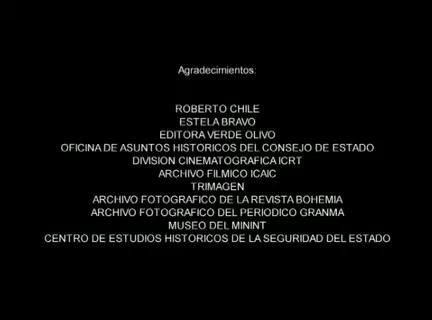 Agradecimientos:
ROBERTO CHILE
ESTELA BRAVO
EDITORA VERDE OLIVO
OFICINA DE ASUNTOS HISTORICOS DEL CONSEJO DE ESTADO
DIVISION CINEMATOGRAFICA ICRT
ARCHIVO FILMICO ICAIC
TRIMAGEN
ARCHIVO FOTOGRAFICO DE LA REVISTA BOHEMIA
ARCHIVO FOTOGRAFICO DEL PERIODICO GRANMA
MUSEO DEL MININT
CENTRO DE ESTUDIOS HISTORICOS DE LA SEGURIDAD DEL ESTADO